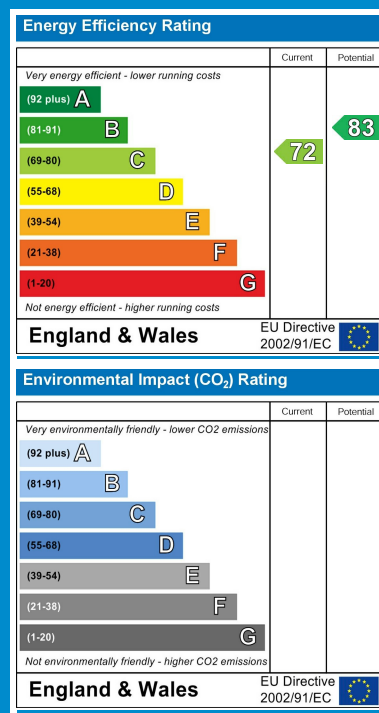 Energy Efficiency Rating
Current Potential
Very energy efficient - lower running costs
(92 plus) A
(81-91) B
83
(69-80) C
72
(55-68) D
(39-54) E
(21-38) F
(1-20) G
Not energy efficient - higher running costs
England & Wales
EU Directive
2002/91/EC
Environmental Impact (CO₂) Rating
Current Potential
Very environmentally friendly - lower CO2 emissions
(92 plus) A
(81-91) B
(69-80) C
(55-68) D
(39-54) E
(21-38) F
(1-20) G
Not environmentally friendly - higher CO2 emissions
England & Wales
EU Directive
2002/91/EC